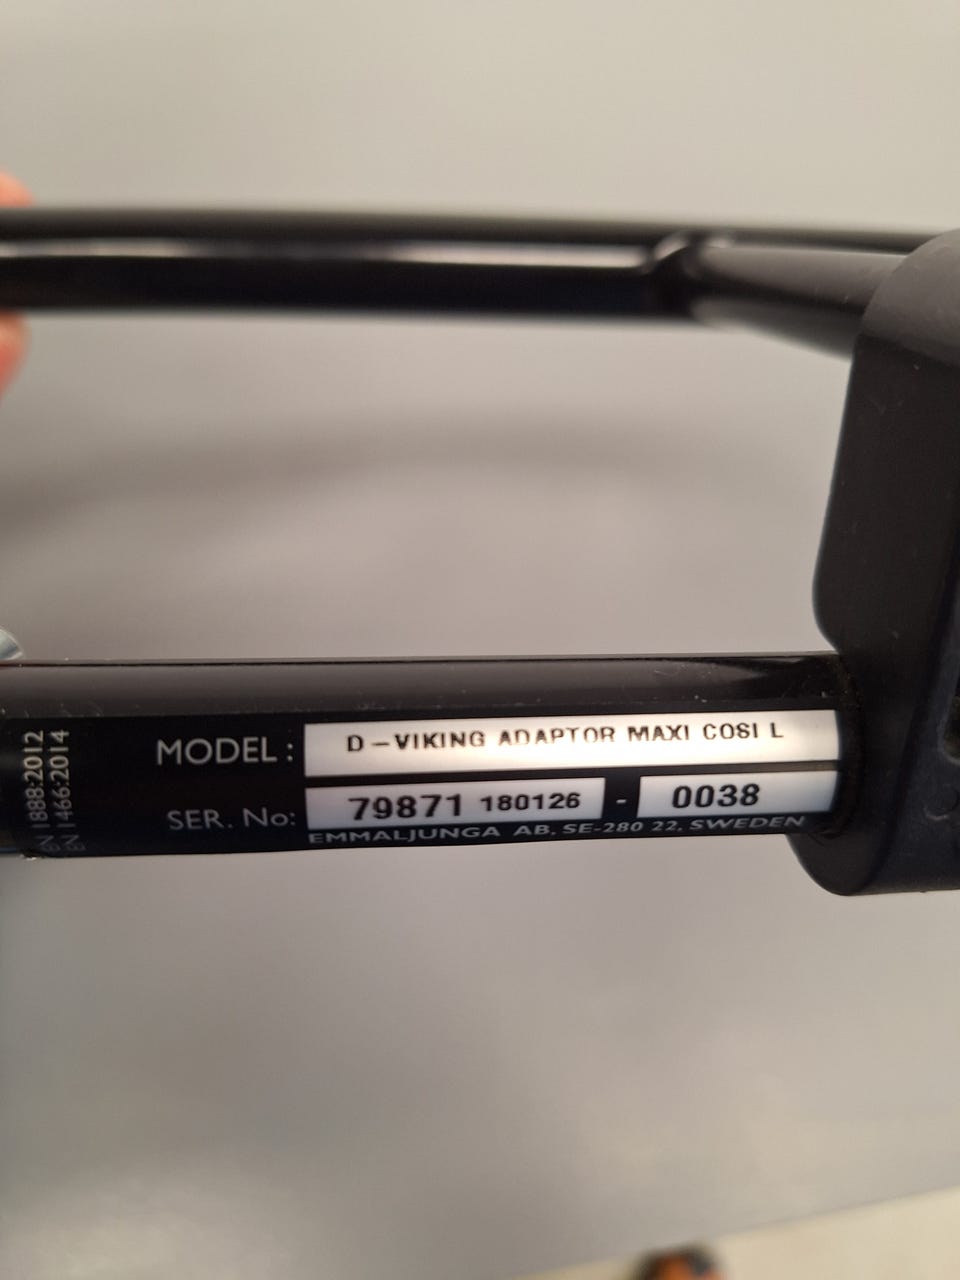 MODEL: D-VIKING ADAPTOR MAXI COSI L
SER. No: 79871 180126 - 0038
EMMALJUNGA AB, SE-280 22, SWEDEN
EN 1888:2012
EN 1466:2014